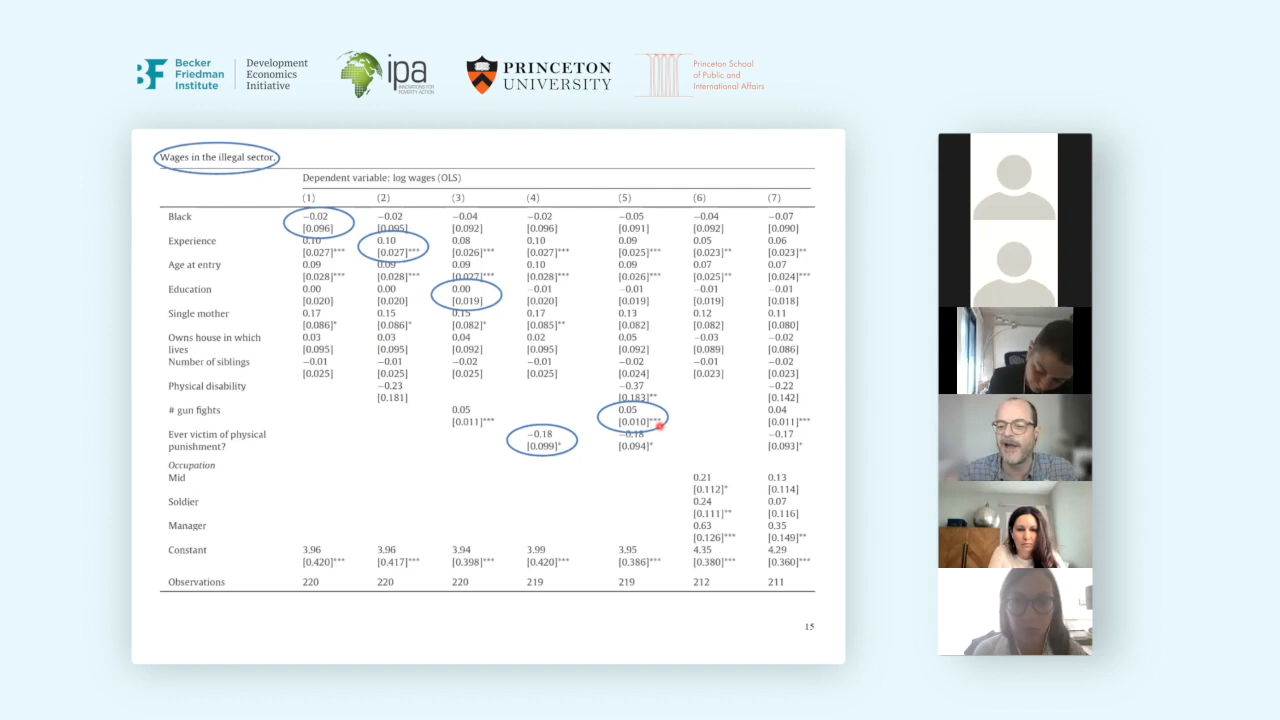 Becker
Friedman
Institute
Development
Economics
Initiative
ipa
INNOVATIONS FOR
POVERTY ACTION
PRINCETON
UNIVERSITY
Princeton School
of Public and
International Affairs
Wages in the illegal sector.
Dependent variable: log wages (OLS)
(1) (2) (3) (4) (5) (6) (7)
Black −0.02 −0.02 −0.04 −0.02 −0.05 −0.04 −0.07
[0.096] [0.095] [0.092] [0.096] [0.091] [0.092] [0.090]
Experience 0.10 0.10 0.08 0.10 0.09 0.05 0.06
[0.027]*** [0.027]*** [0.026]*** [0.027]*** [0.025]*** [0.023]** [0.023]**
Age at entry 0.09 0.09 0.09 0.10 0.09 0.07 0.07
[0.028]*** [0.028]*** [0.027]*** [0.028]*** [0.026]*** [0.025]** [0.024]***
Education 0.00 0.00 0.00 −0.01 −0.01 −0.01 −0.01
[0.020] [0.020] [0.019] [0.020] [0.019] [0.019] [0.018]
Single mother 0.17 0.15 0.15 0.17 0.13 0.12 0.11
[0.086]* [0.086]* [0.082]* [0.085]** [0.082] [0.082] [0.080]
Owns house in which 0.03 0.03 0.04 0.02 0.05 −0.03 −0.02
lives [0.095] [0.095] [0.092] [0.095] [0.092] [0.089] [0.086]
Number of siblings −0.01 −0.01 −0.02 −0.01 −0.02 −0.01 −0.02
[0.025] [0.025] [0.025] [0.025] [0.024] [0.023] [0.023]
Physical disability −0.23 −0.37 −0.22
[0.181] [0.183]** [0.142]
# gun fights 0.05 0.05 0.04
[0.011]*** [0.010]*** [0.011]***
Ever victim of physical −0.18 −0.18 −0.17
punishment? [0.099]* [0.094]* [0.093]*
Occupation
Mid 0.21 0.13
[0.112]* [0.114]
Soldier 0.24 0.07
[0.111]** [0.116]
Manager 0.63 0.35
[0.126]*** [0.149]**
Constant 3.96 3.96 3.94 3.99 3.95 4.35 4.29
[0.420]*** [0.417]*** [0.398]*** [0.420]*** [0.386]*** [0.380]*** [0.360]***
Observations 220 220 220 219 219 212 211
15